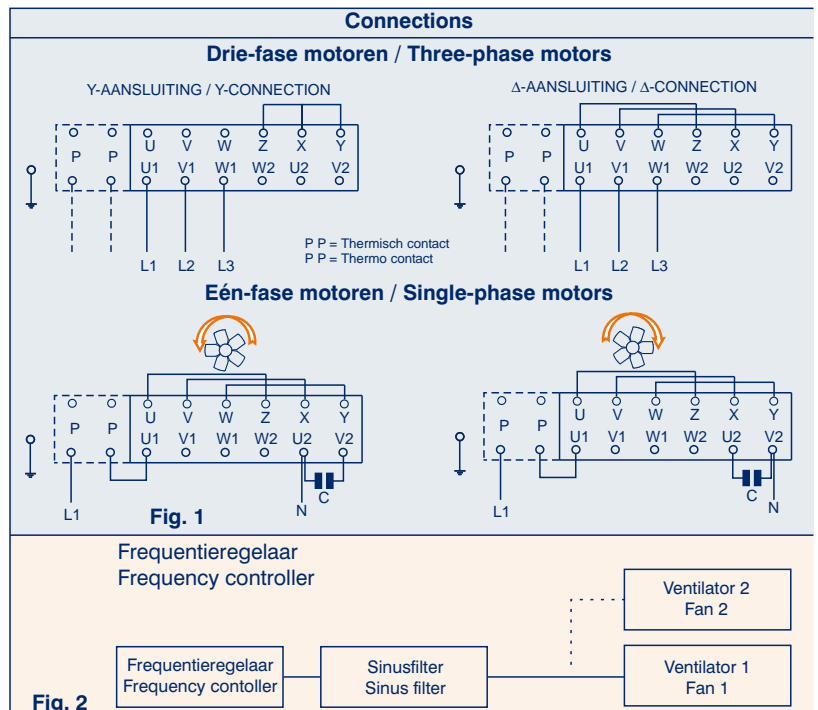 Connections
Drie-fase motoren / Three-phase motors
Y-AANSLUITING / Y-CONNECTION
Δ-AANSLUITING / Δ-CONNECTION
P P U V W Z X Y
U1 V1 W1 W2 U2 V2
L1 L2 L3
P P U V W Z X Y
U1 V1 W1 W2 U2 V2
L1 L2 L3
P P = Thermisch contact
P P = Thermo contact
Eén-fase motoren / Single-phase motors
P P U V W Z X Y
U1 V1 W1 W2 U2 V2
C
L1 N
P P U V W Z X Y
U1 V1 W1 W2 U2 V2
C
L1 N
Fig. 1
Frequentieregelaar
Frequency controller
Ventilator 2
Fan 2
Frequentieregelaar
Frequency contoller
Sinusfilter
Sinus filter
Ventilator 1
Fan 1
Fig. 2